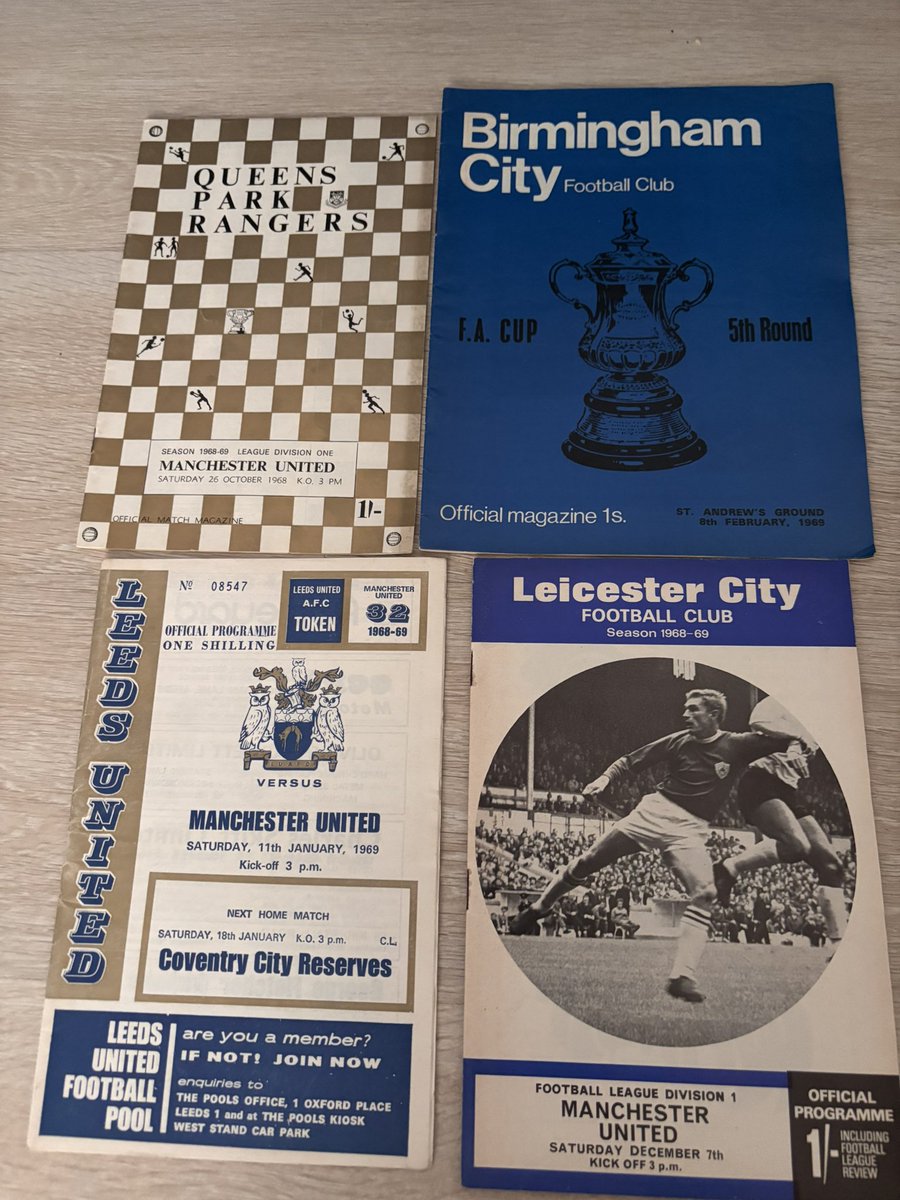 QUEENS
PARK
RANGERS
SEASON 1968-69 LEAGUE DIVISION ONE
MANCHESTER UNITED
SATURDAY 26 OCTOBER 1968 K.O. 3 PM
OFFICIAL MATCH MAGAZINE
1/-
Birmingham
City Football Club
F.A. CUP
5th Round
Official magazine 1s.
ST. ANDREW'S GROUND
8th FEBRUARY, 1969
LEEDS UNITED
No 08547
OFFICIAL PROGRAMME
ONE SHILLING
LEEDS UNITED
A.F.C
TOKEN
MANCHESTER
UNITED
32
1968-69
VERSUS
MANCHESTER UNITED
SATURDAY, 11th JANUARY, 1969
Kick-off 3 p.m.
NEXT HOME MATCH
SATURDAY, 18th JANUARY K.O. 3 p.m. C.L.
Coventry City Reserves
LEEDS
UNITED
FOOTBALL
POOL
are you a member?
IF NOT! JOIN NOW
enquiries to
THE POOLS OFFICE, 1 OXFORD PLACE
LEEDS 1 and at THE POOLS KIOSK
WEST STAND CAR PARK
Leicester City
FOOTBALL CLUB
Season 1968-69
FOOTBALL LEAGUE DIVISION 1
MANCHESTER
UNITED
SATURDAY DECEMBER 7th
KICK OFF 3 p.m.
OFFICIAL
PROGRAMME
1/-
INCLUDING
FOOTBALL
LEAGUE
REVIEW